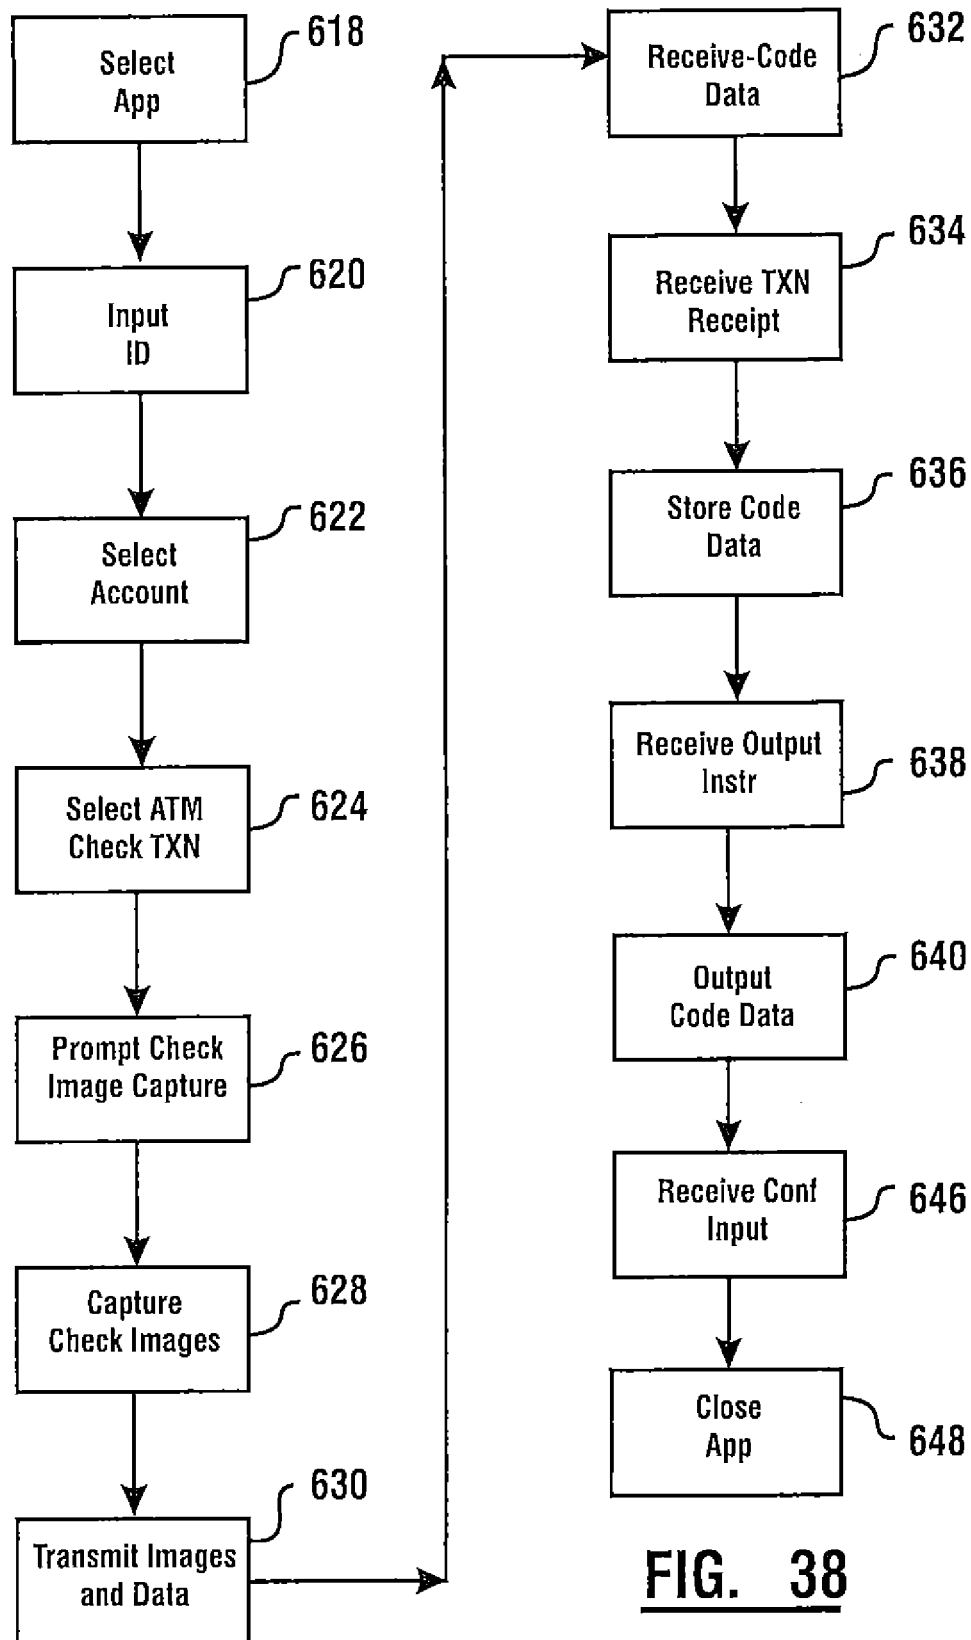 Select
App
618
Input
ID
620
Select
Account
622
Select ATM
Check TXN
624
Prompt Check
Image Capture
626
Capture
Check Images
628
Transmit Images
and Data
630
Receive-Code
Data
632
Receive TXN
Receipt
634
Store Code
Data
636
Receive Output
Instr
638
Output
Code Data
640
Receive Conf
Input
646
Close
App
648
FIG. 38